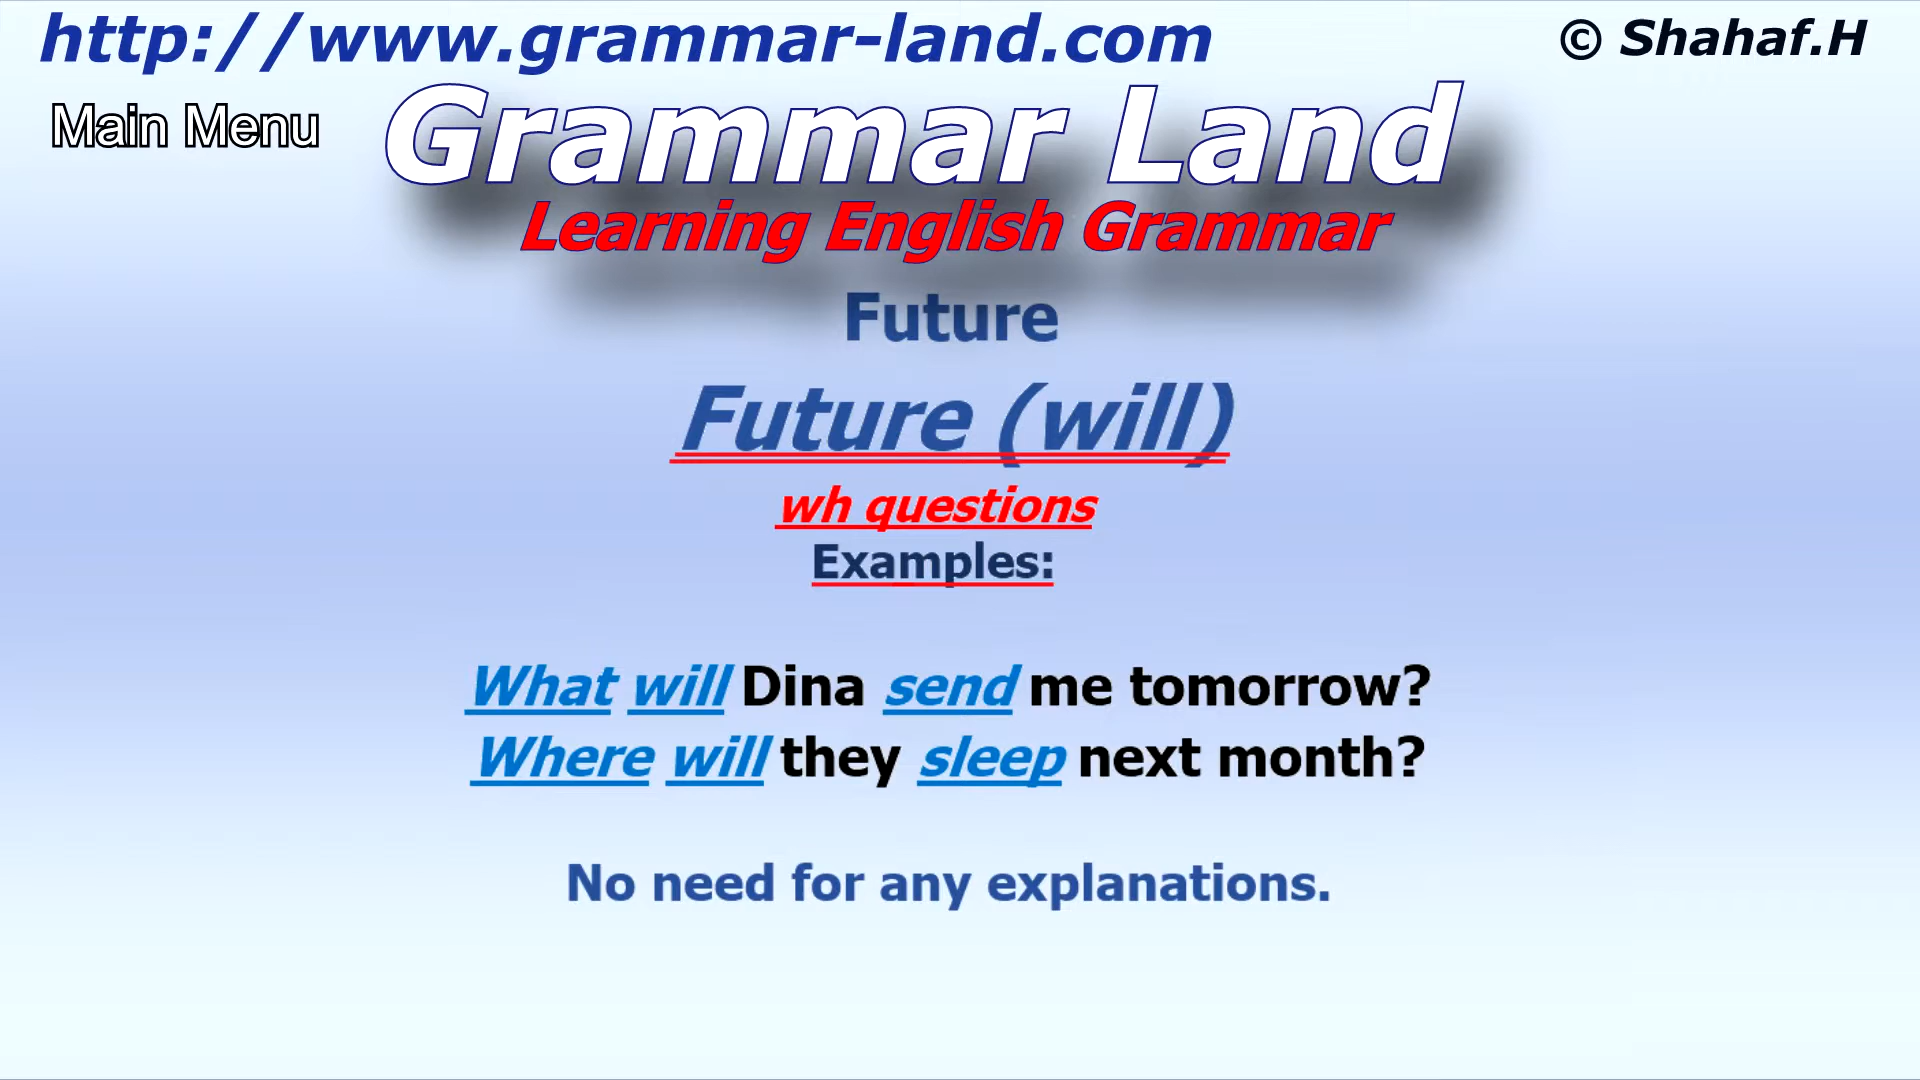 http://www.grammar-land.com
© Shahaf.H
Main Menu
Grammar Land
Learning English Grammar
Future
Future (will)
wh questions
Examples:
What will Dina send me tomorrow?
Where will they sleep next month?
No need for any explanations.